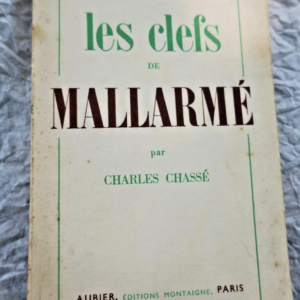 les clefs
DE
MALLARMÉ
par
CHARLES CHASSÉ
AUBIER, ÉDITIONS MONTAIGNE, PARIS